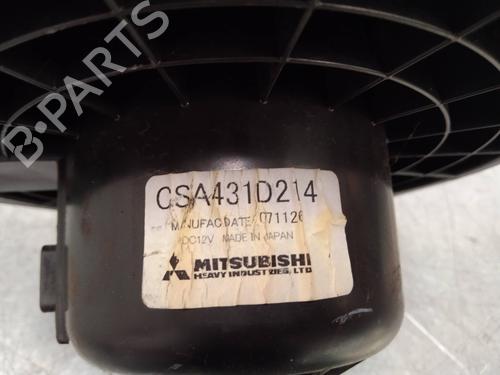 B-PARTS
CSA431D214
MANUFAC.DATE: 071126
DC12V MADE IN JAPAN
MITSUBISHI
HEAVY INDUSTRIES, LTD.